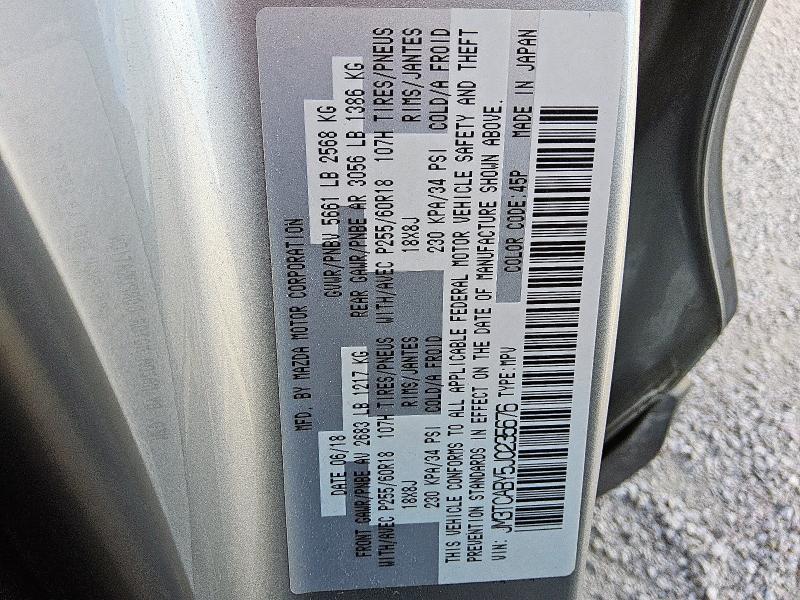 MFD. BY MAZDA MOTOR CORPORATION
DATE 06/18 GVWR/PNBV 5661 LB 2568 KG
FRONT GAWR/PNBE AV 2683 LB 1217 KG REAR GAWR/PNBE AR 3056 LB 1386 KG
WITH/AVEC P255/60R18 107H TIRES/PNEUS WITH/AVEC P255/60R18 107H TIRES/PNEUS
18X8J RIMS/JANTES 18X8J RIMS/JANTES
230 KPA/34 PSI COLD/A FROID 230 KPA/34 PSI COLD/A FROID
THIS VEHICLE CONFORMS TO ALL APPLICABLE FEDERAL MOTOR VEHICLE SAFETY AND THEFT
PREVENTION STANDARDS IN EFFECT ON THE DATE OF MANUFACTURE SHOWN ABOVE.
VIN: JM3TCABY5J0235676 TYPE:MPV COLOR CODE:45P MADE IN JAPAN